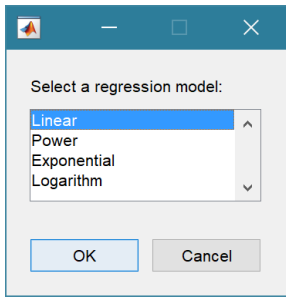 Select a regression model:
Linear
Power
Exponential
Logarithm
OK
Cancel